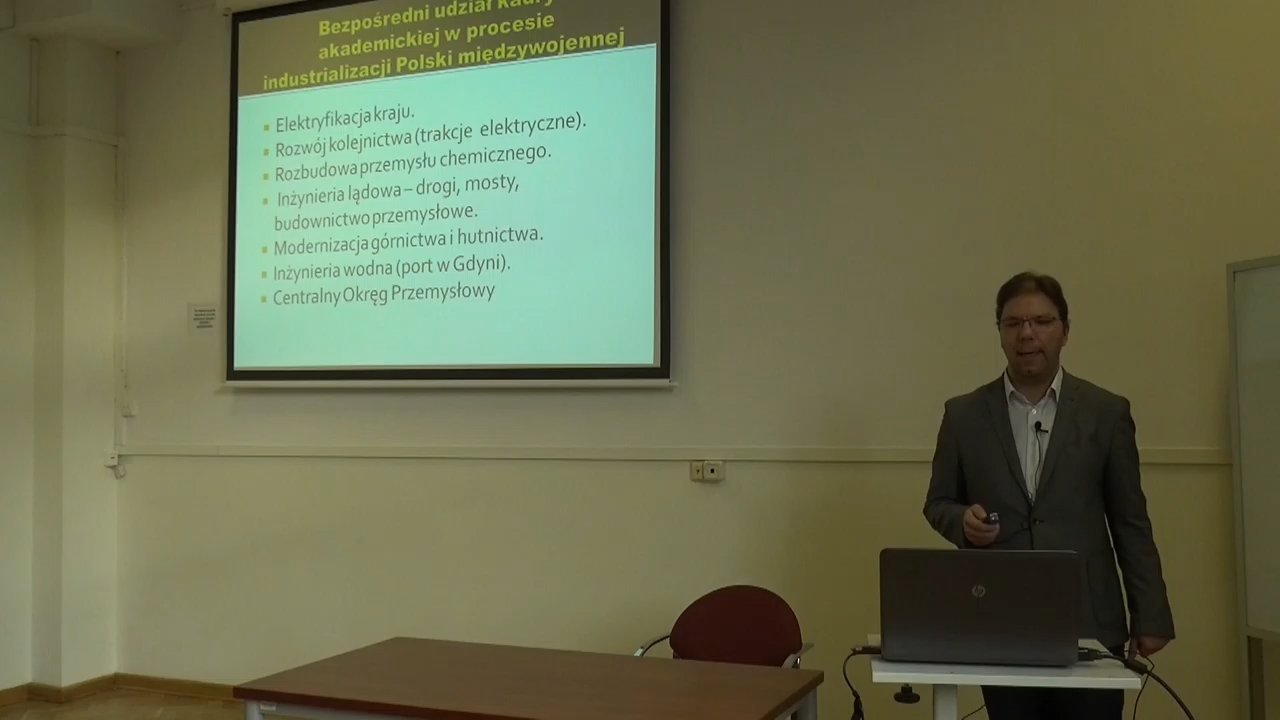 Bezpośredni udział kadry
akademickiej w procesie
industrializacji Polski międzywojennej
Elektryfikacja kraju.
Rozwój kolejnictwa (trakcje elektryczne).
Rozbudowa przemysłu chemicznego.
Inżynieria lądowa – drogi, mosty,
budownictwo przemysłowe.
Modernizacja górnictwa i hutnictwa.
Inżynieria wodna (port w Gdyni).
Centralny Okręg Przemysłowy
hp